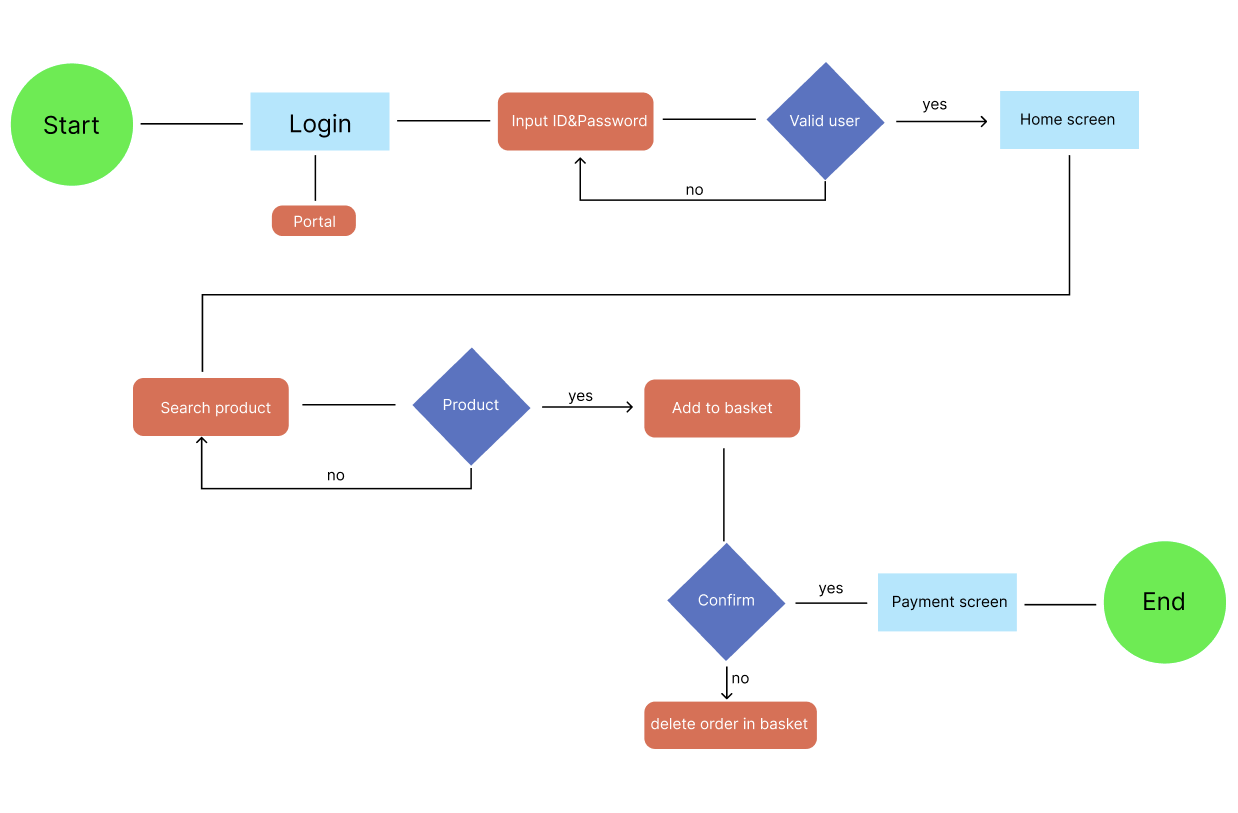 Start
Login
Input ID&Password
Valid user
yes
Home screen
no
Portal
Search product
Product
yes
Add to basket
no
Confirm
yes
Payment screen
End
no
delete order in basket